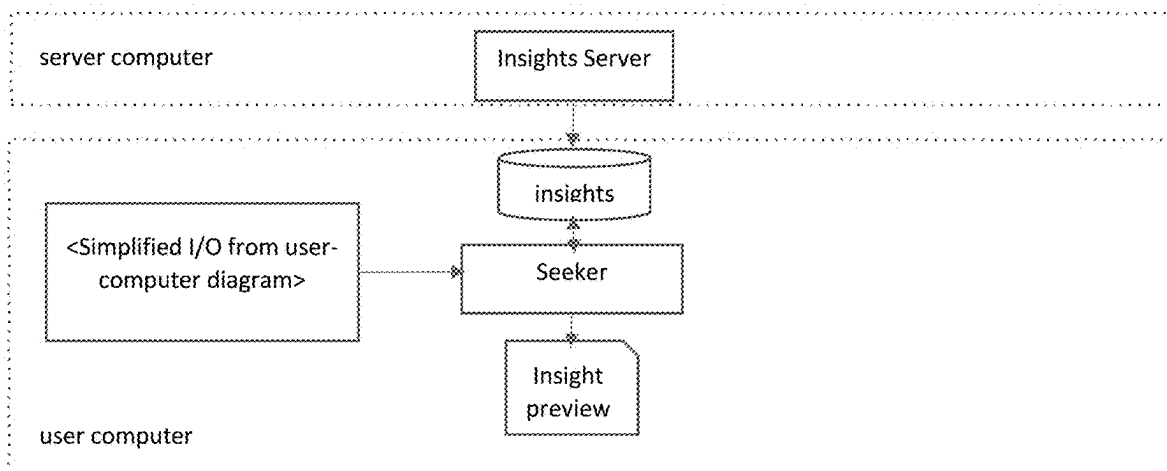 server computer
Insights Server
insights
<Simplified I/O from user-
computer diagram>
Seeker
Insight
preview
user computer